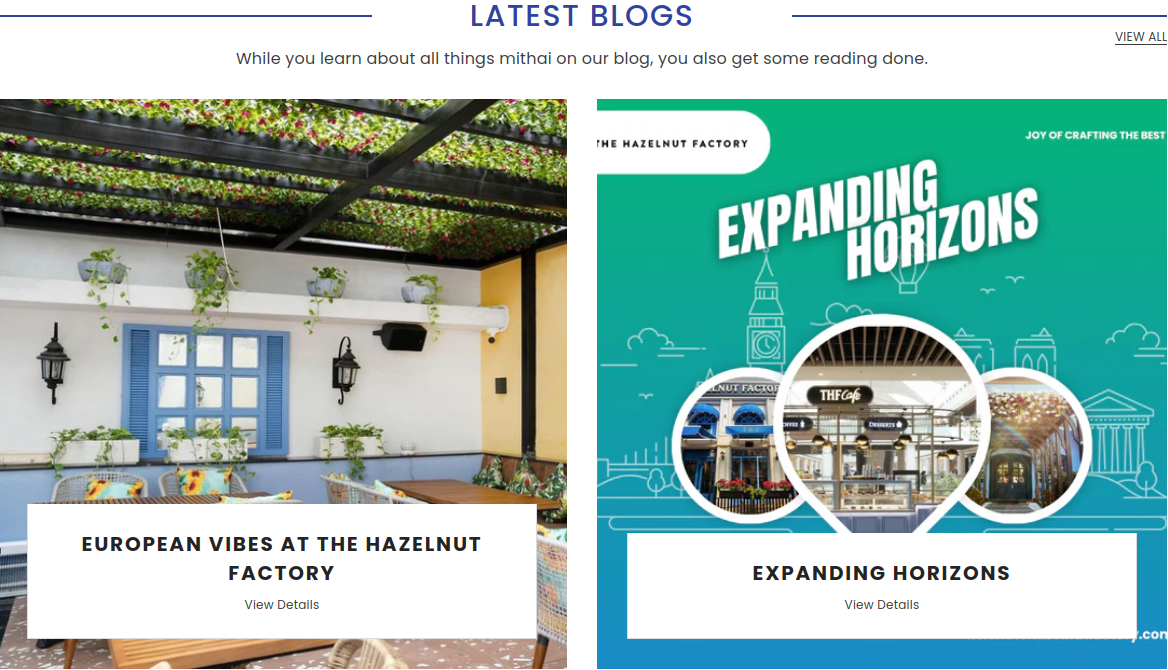 LATEST BLOGS
VIEW ALL
While you learn about all things mithai on our blog, you also get some reading done.
THE HAZELNUT FACTORY
JOY OF CRAFTING THE BEST
EXPANDING
HORIZONS
THF Cafe
DESSERTS
EUROPEAN VIBES AT THE HAZELNUT
FACTORY
View Details
EXPANDING HORIZONS
View Details